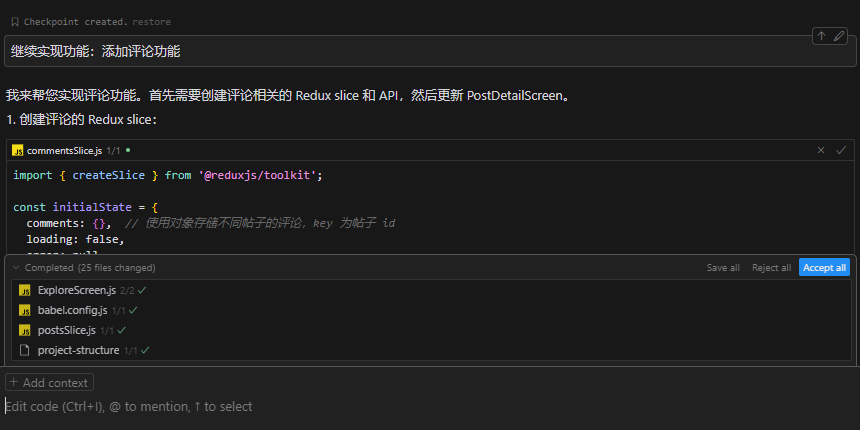 Checkpoint created. restore
继续实现功能：添加评论功能
我来帮您实现评论功能。首先需要创建评论相关的 Redux slice 和 API，然后更新 PostDetailScreen。
1. 创建评论的 Redux slice：
JS commentsSlice.js 1/1
import { createSlice } from '@reduxjs/toolkit';
const initialState = {
comments: {},  // 使用对象存储不同帖子的评论，key 为帖子 id
loading: false,
Completed (25 files changed) Save all Reject all Accept all
JS ExploreScreen.js 2/2
JS babel.config.js 1/1
JS postsSlice.js 1/1
project-structure 1/1
+ Add context
Edit code (Ctrl+I), @ to mention, ↑ to select